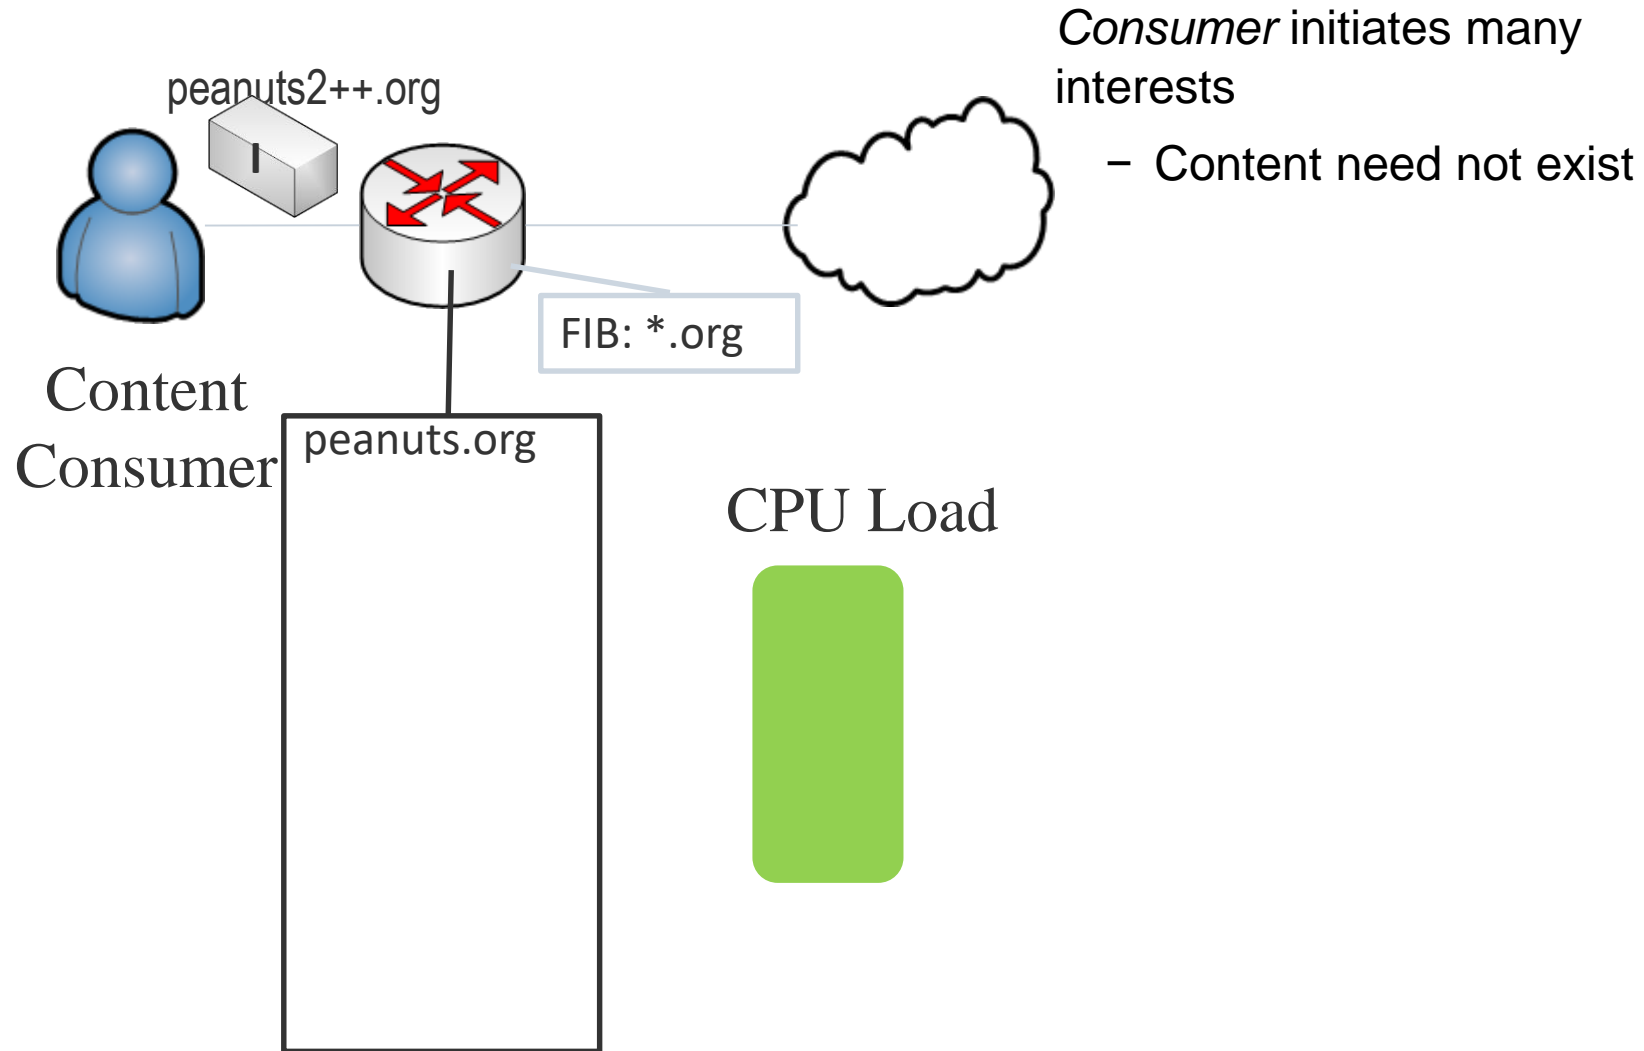 Consumer initiates many
interests
− Content need not exist
peanuts2++.org
I
FIB: *.org
Content
Consumer
peanuts.org
CPU Load